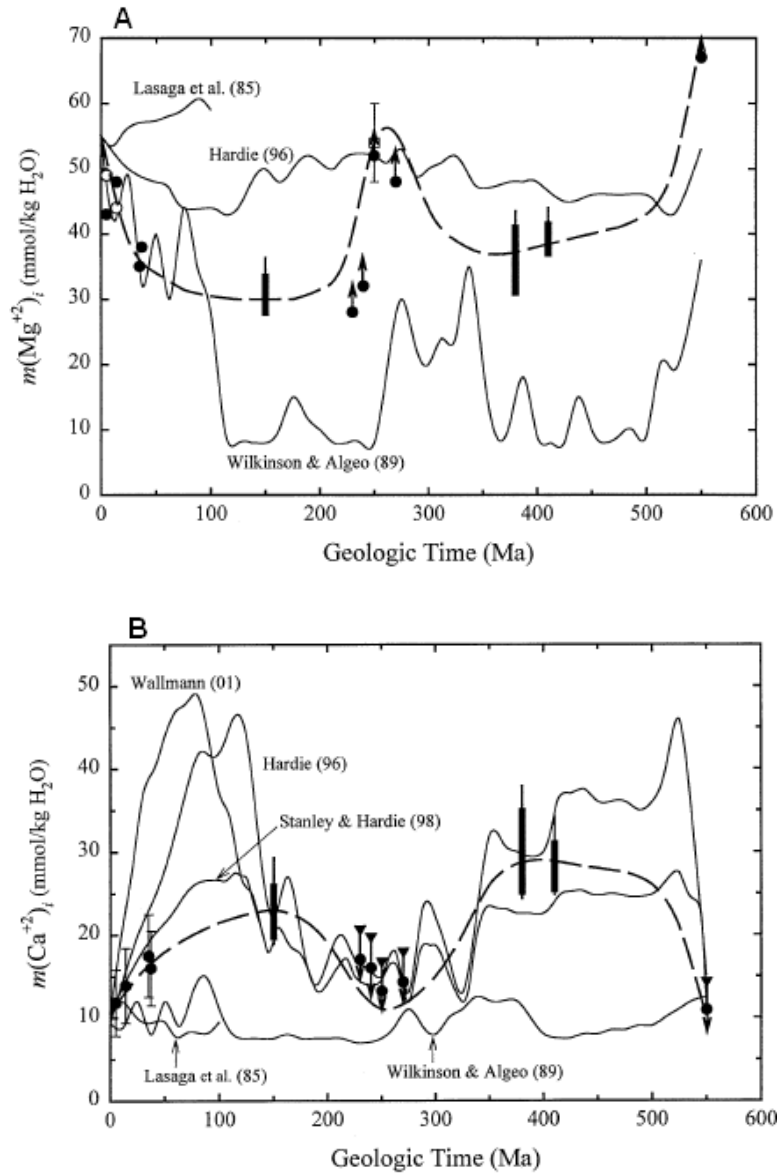 A
70
60
50
40
30
20
10
0
m(Mg+2)i (mmol/kg H2O)
Lasaga et al. (85)
Hardie (96)
Wilkinson & Algeo (89)
0 100 200 300 400 500 600
Geologic Time (Ma)
B
50
40
30
20
10
0
m(Ca+2)i (mmol/kg H2O)
Wallmann (01)
Hardie (96)
Stanley & Hardie (98)
Lasaga et al. (85)
Wilkinson & Algeo (89)
0 100 200 300 400 500 600
Geologic Time (Ma)